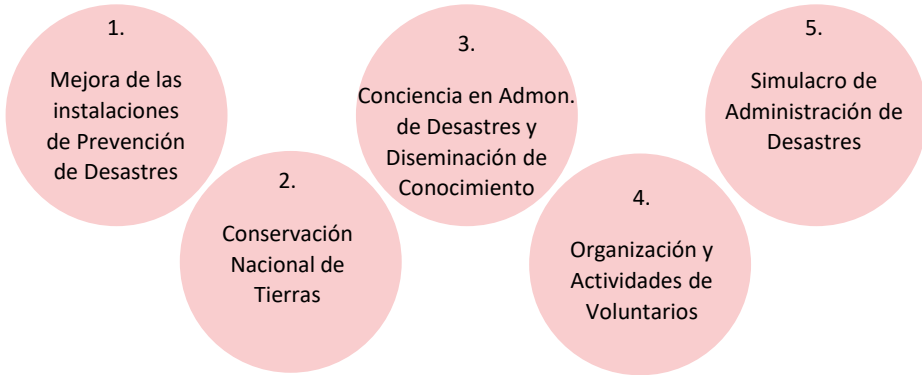 1.
Mejora de las
instalaciones
de Prevención
de Desastres
2.
Conservación
Nacional de
Tierras
3.
Conciencia en Admon.
de Desastres y
Diseminación de
Conocimiento
4.
Organización y
Actividades de
Voluntarios
5.
Simulacro de
Administración de
Desastres